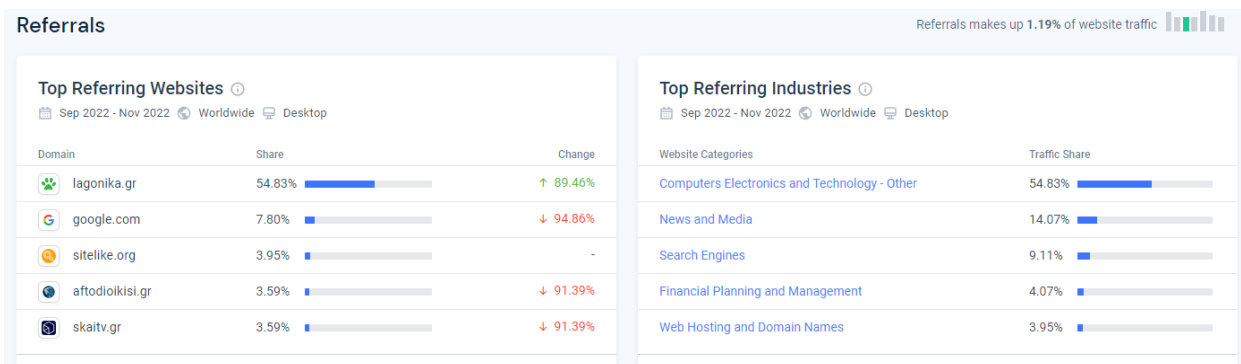 Referrals
Referrals makes up 1.19% of website traffic
Top Referring Websites
Sep 2022 - Nov 2022 Worldwide Desktop
Domain Share Change
lagonika.gr 54.83% ↑ 89.46%
google.com 7.80% ↓ 94.86%
sitelike.org 3.95% -
aftodioikisi.gr 3.59% ↓ 91.39%
skaitv.gr 3.59% ↓ 91.39%
Top Referring Industries
Sep 2022 - Nov 2022 Worldwide Desktop
Website Categories Traffic Share
Computers Electronics and Technology - Other 54.83%
News and Media 14.07%
Search Engines 9.11%
Financial Planning and Management 4.07%
Web Hosting and Domain Names 3.95%